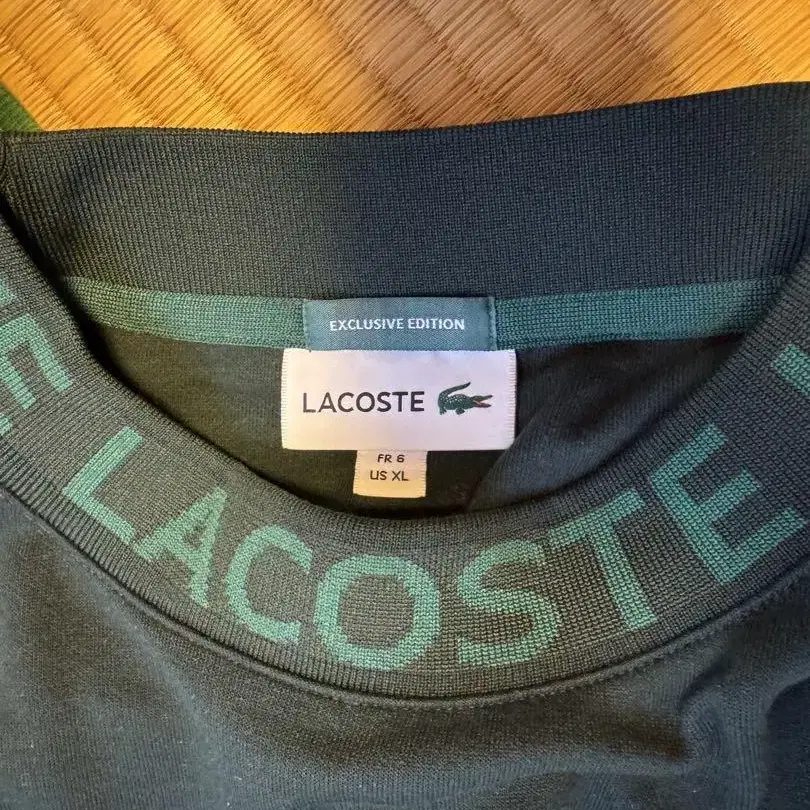 EXCLUSIVE EDITION
LACOSTE
FR 6
US XL
LACOSTE